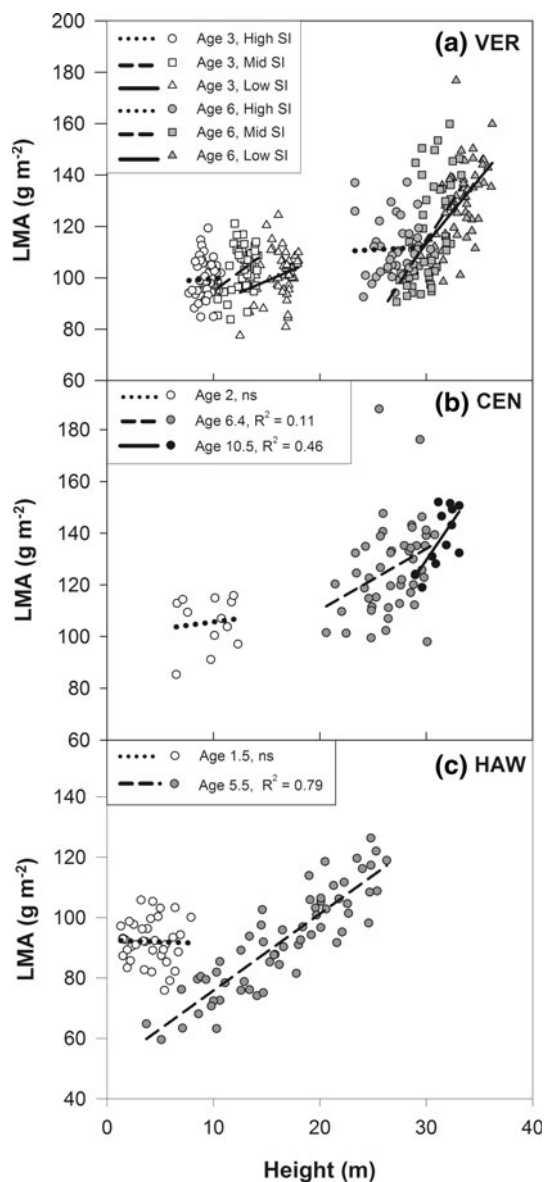 (a) VER
Age 3, High SI
Age 3, Mid SI
Age 3, Low SI
Age 6, High SI
Age 6, Mid SI
Age 6, Low SI
LMA (g m⁻²)
200
180
160
140
120
100
80
60
(b) CEN
Age 2, ns
Age 6.4, R² = 0.11
Age 10.5, R² = 0.46
LMA (g m⁻²)
180
160
140
120
100
80
60
(c) HAW
Age 1.5, ns
Age 5.5, R² = 0.79
LMA (g m⁻²)
140
120
100
80
60
40
0 10 20 30 40
Height (m)